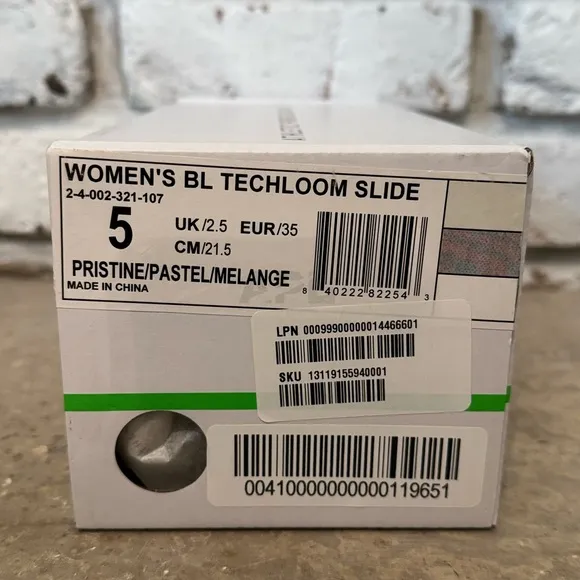 WOMEN'S BL TECHLOOM SLIDE
2-4-002-321-107
5
UK/2.5 EUR/35
CM/21.5
PRISTINE/PASTEL/MELANGE
MADE IN CHINA
8 40222 82254 3
LPN 00099900000014466601
SKU 13119155940001
00410000000000119651